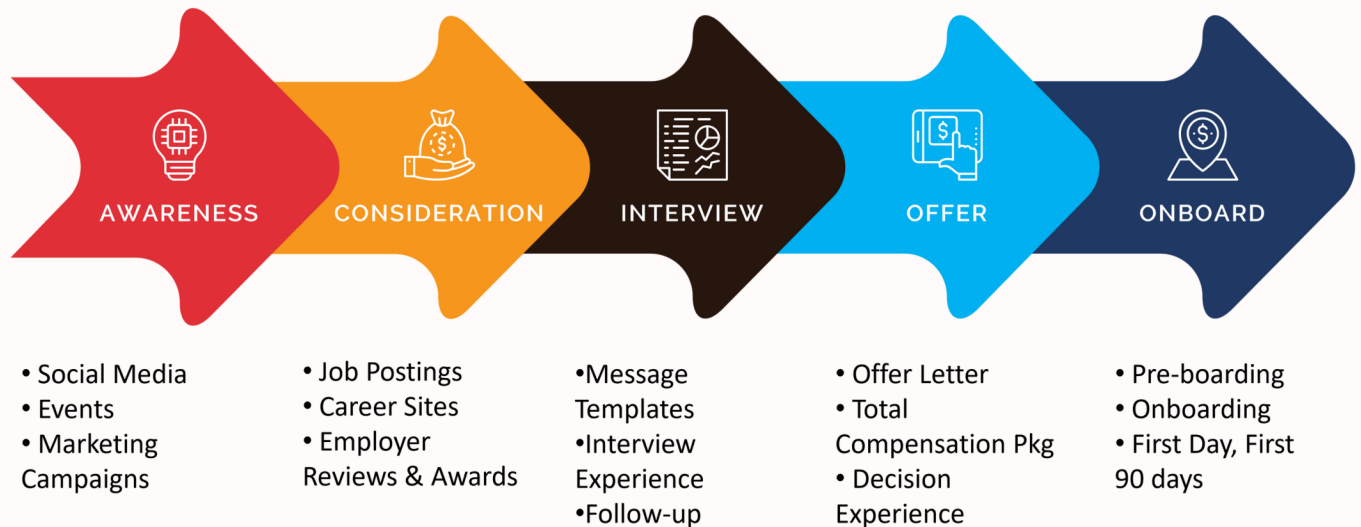 AWARENESS
CONSIDERATION
INTERVIEW
OFFER
ONBOARD
• Social Media
• Events
• Marketing
Campaigns
• Job Postings
• Career Sites
• Employer
Reviews & Awards
•Message
Templates
•Interview
Experience
•Follow-up
• Offer Letter
• Total
Compensation Pkg
• Decision
Experience
• Pre-boarding
• Onboarding
• First Day, First
90 days